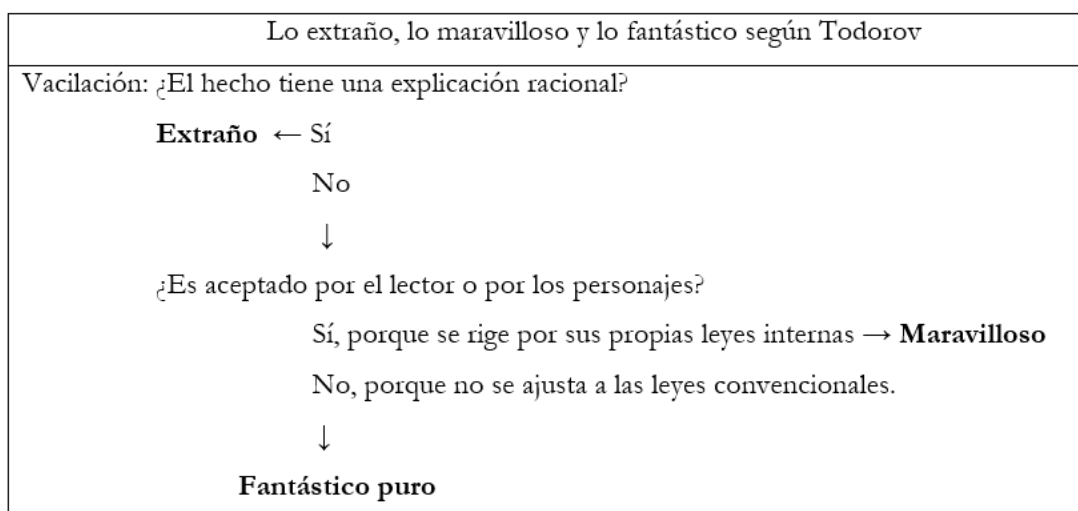 Lo extraño, lo maravilloso y lo fantástico según Todorov
Vacilación: ¿El hecho tiene una explicación racional?
Extraño ← Sí
No
↓
¿Es aceptado por el lector o por los personajes?
Sí, porque se rige por sus propias leyes internas → Maravilloso
No, porque no se ajusta a las leyes convencionales.
↓
Fantástico puro